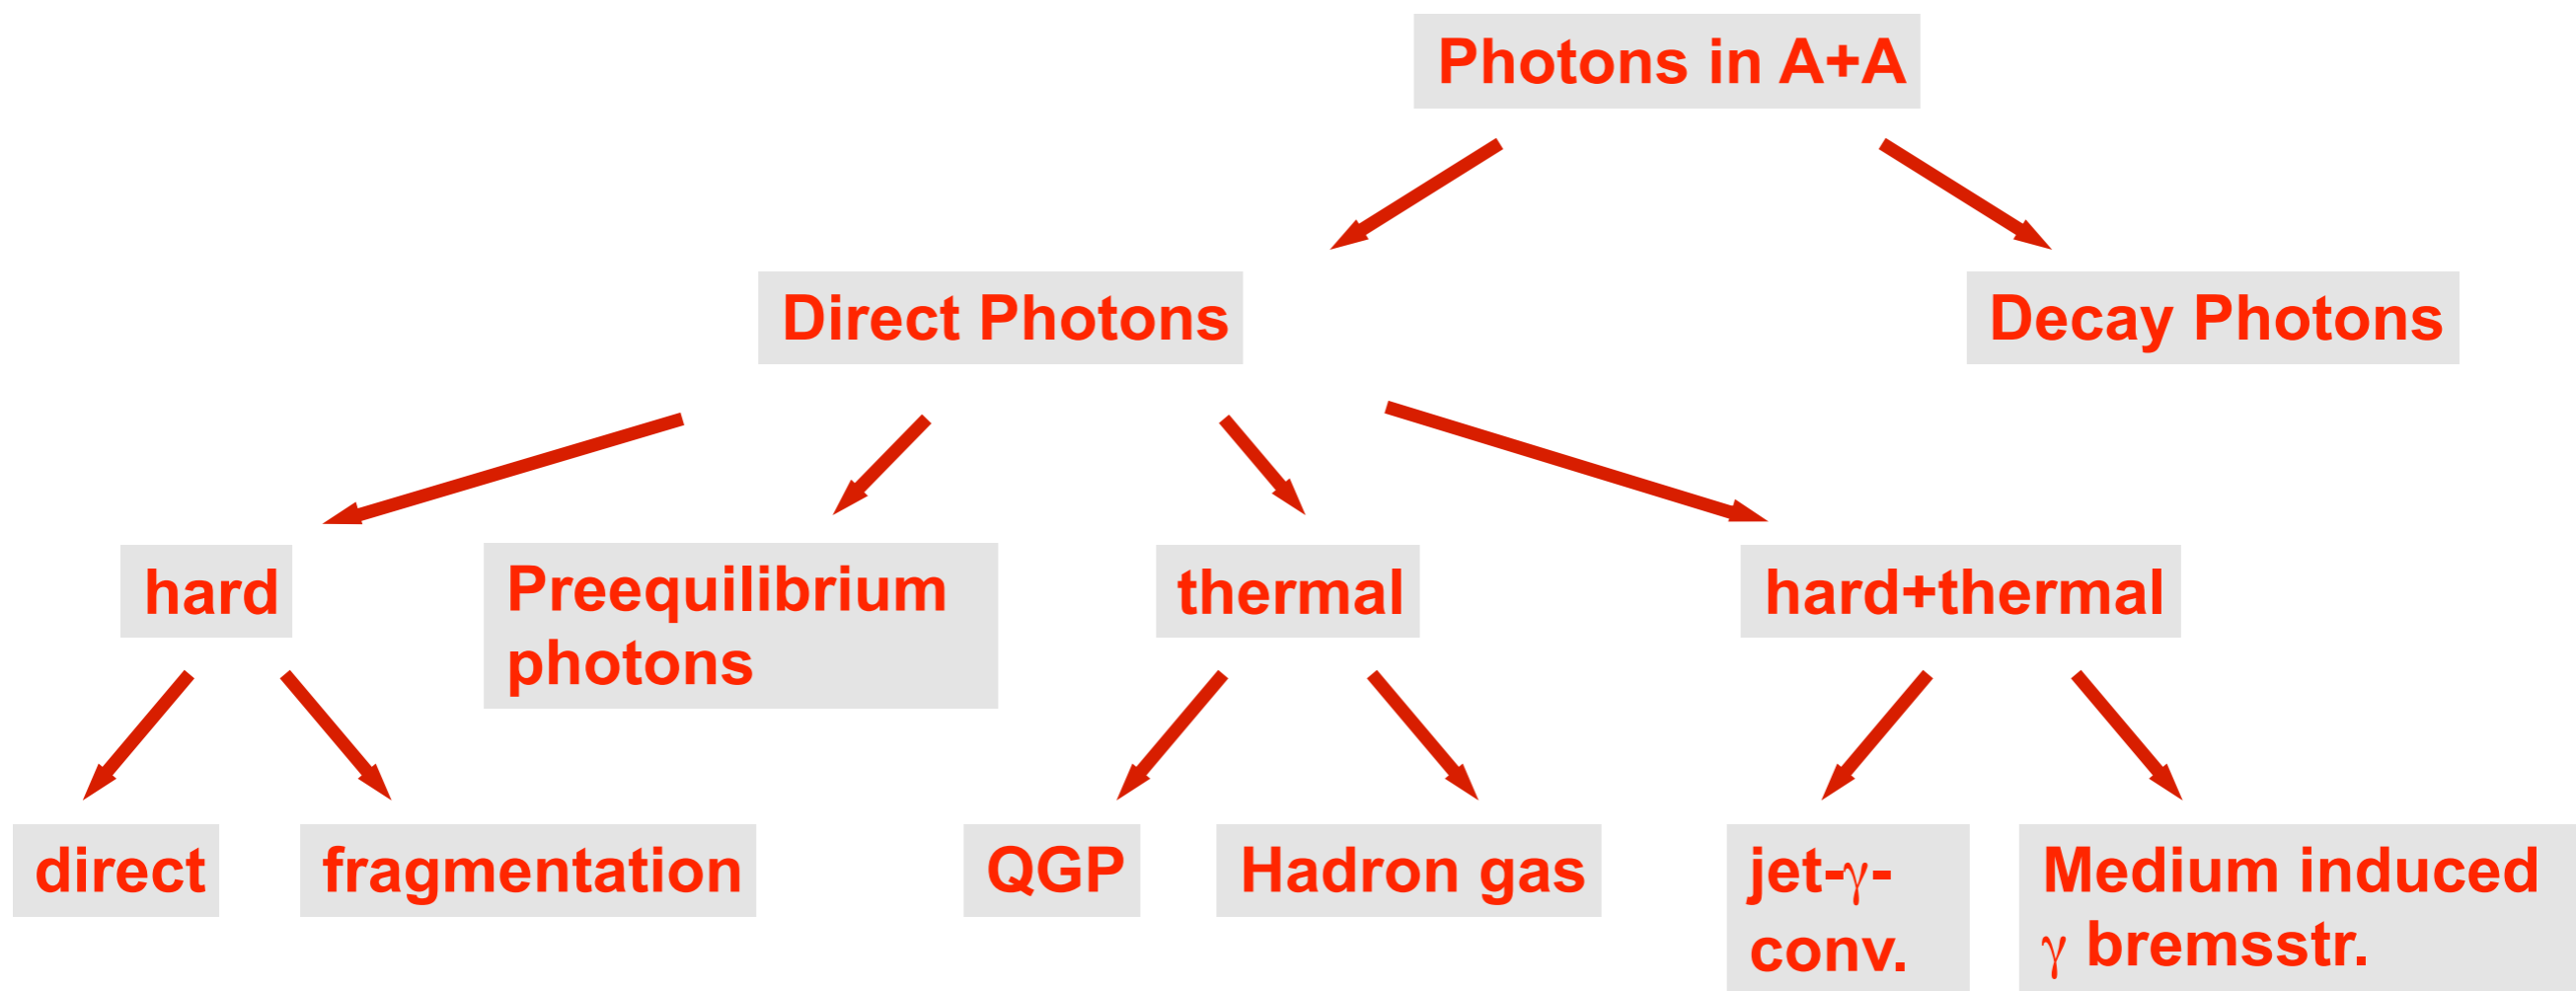 Photons in A+A
Direct Photons
Decay Photons
hard
Preequilibrium
photons
thermal
hard+thermal
direct
fragmentation
QGP
Hadron gas
jet-γ-
conv.
Medium induced
γ bremsstr.